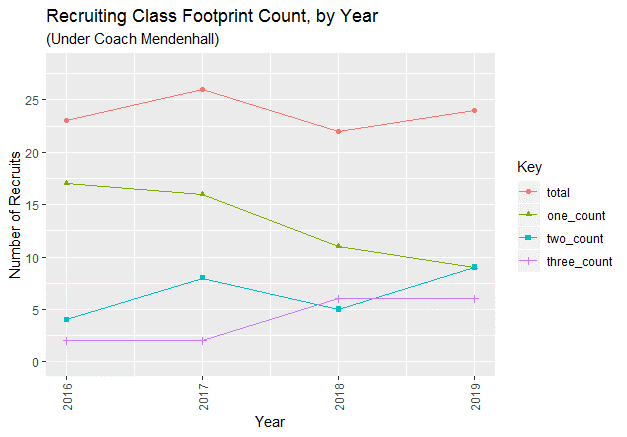 Recruiting Class Footprint Count, by Year
(Under Coach Mendenhall)
Number of Recruits
25
20
15
10
5
0
2016
2017
2018
2019
Year
Key
total
one_count
two_count
three_count